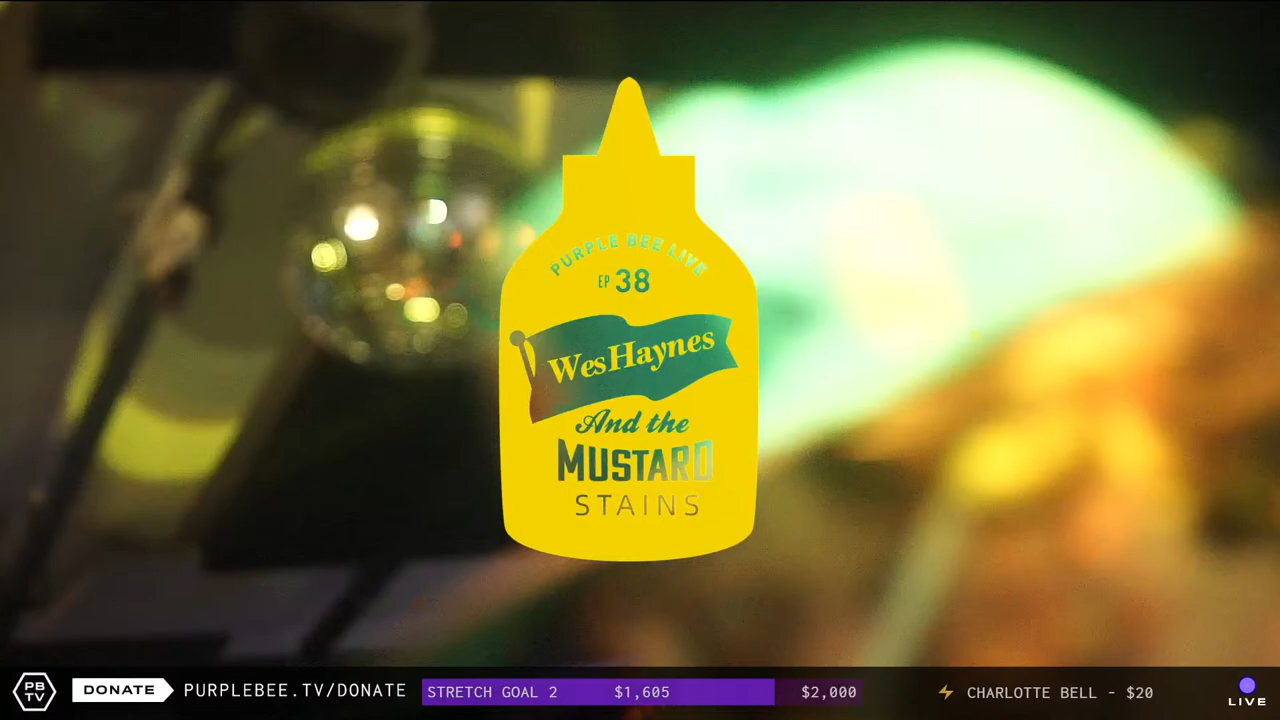 PURPLE BEE LIVE
EP 38
WesHaynes
And the
MUSTARD
STAINS
PB
TV
DONATE
PURPLEBEE.TV/DONATE
STRETCH GOAL 2
$1,605
$2,000
CHARLOTTE BELL - $20
LIVE